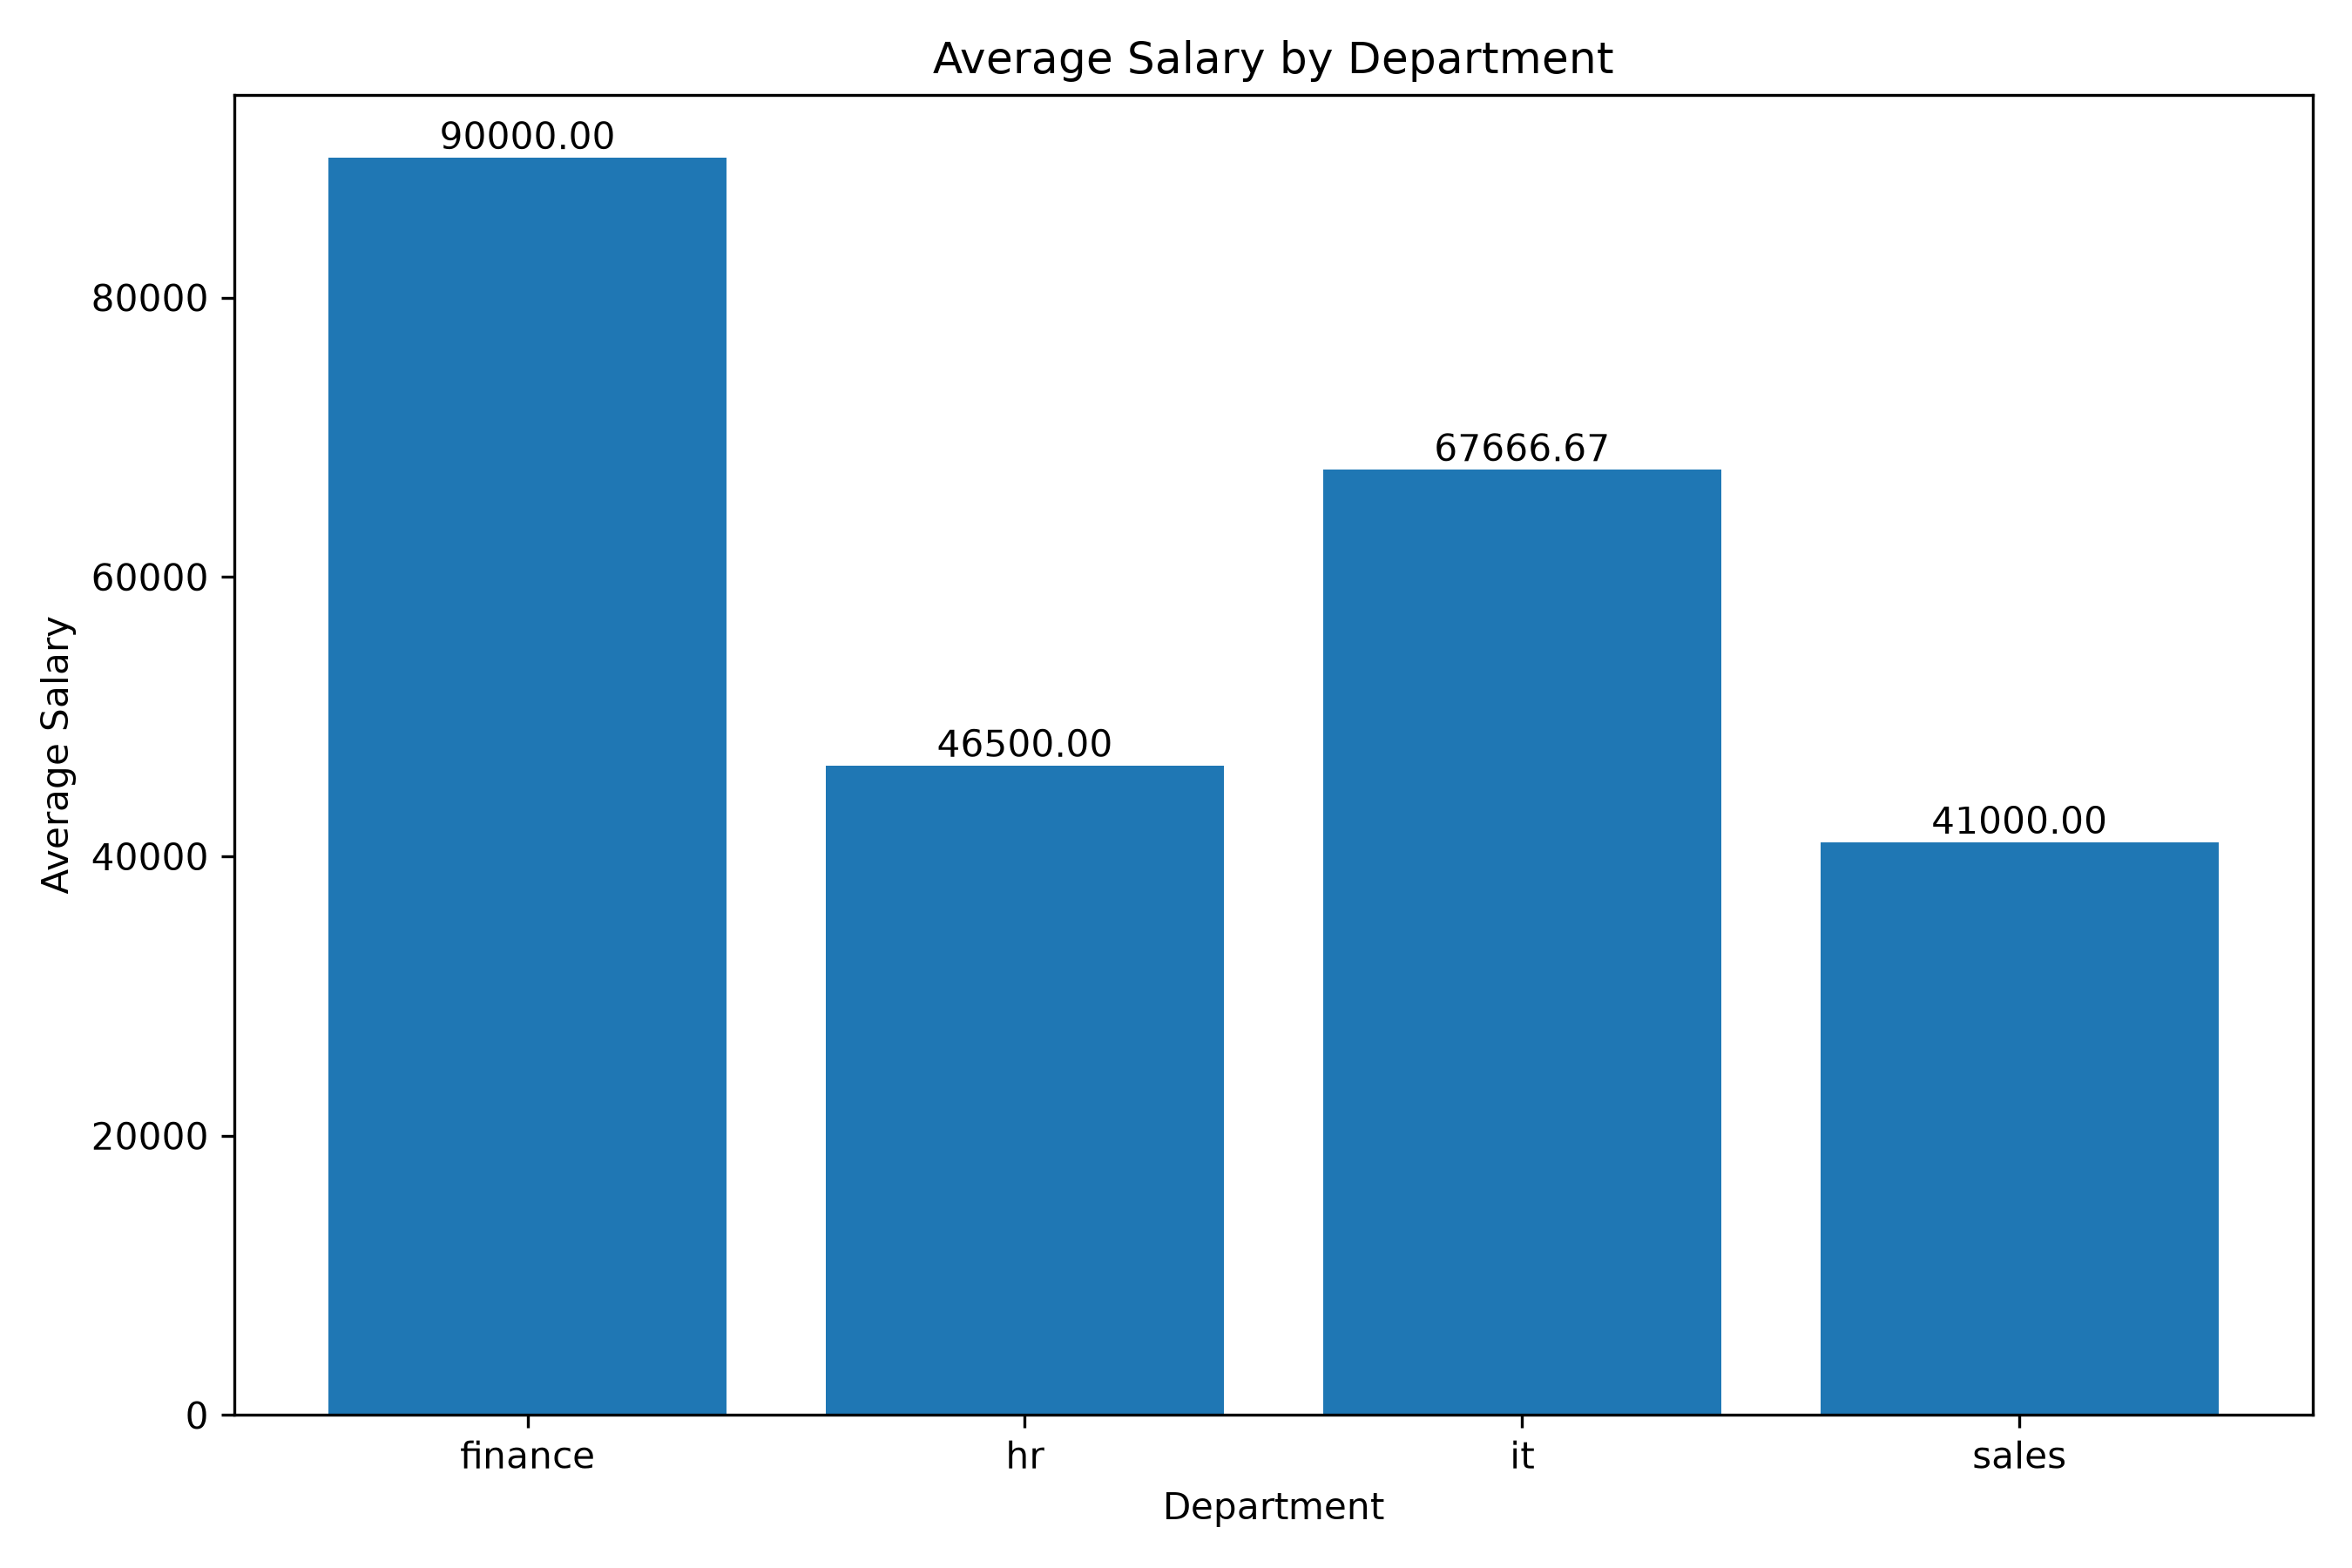 Average Salary by Department
90000.00
80000
67666.67
60000
Average Salary
46500.00
41000.00
40000
20000
0
finance
hr
it
sales
Department